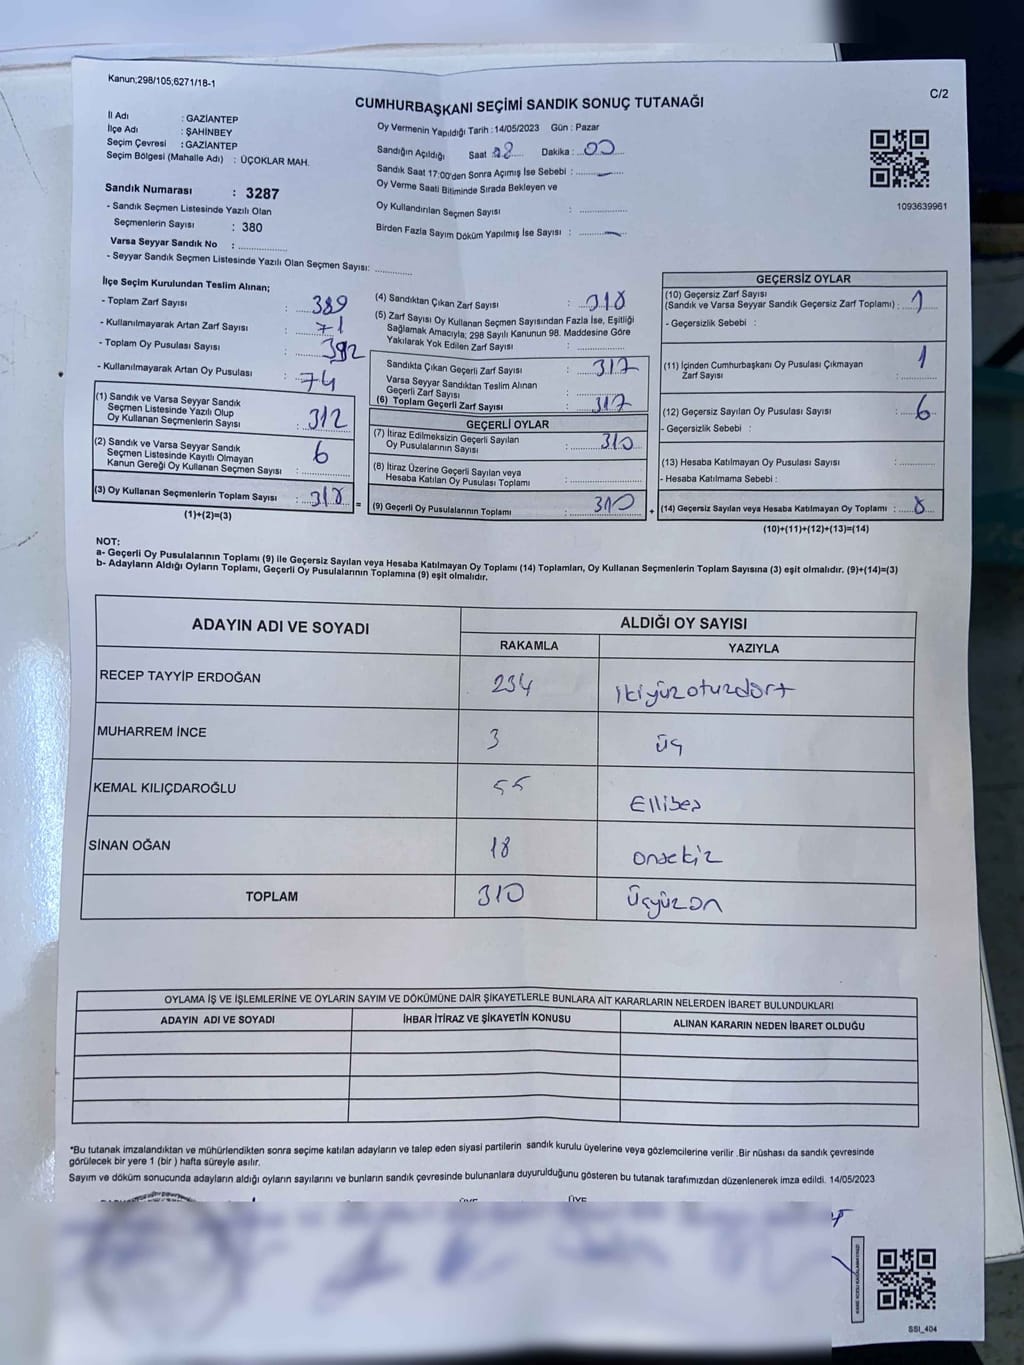 Kanun;298/105;6271/18-1
C/2
CUMHURBAŞKANI SEÇİMİ SANDIK SONUÇ TUTANAĞI
İl Adı : GAZİANTEP
İlçe Adı : ŞAHİNBEY
Seçim Çevresi : GAZİANTEP
Seçim Bölgesi (Mahalle Adı) : ÜÇOKLAR MAH.
Sandık Numarası : 3287
- Sandık Seçmen Listesinde Yazılı Olan
Seçmenlerin Sayısı : 380
Varsa Seyyar Sandık No : ..............
- Seyyar Sandık Seçmen Listesinde Yazılı Olan Seçmen Sayısı: ............
Oy Vermenin Yapıldığı Tarih : 14/05/2023 Gün : Pazar
Sandığın Açıldığı Saat Dakika : 00
Sandık Saat 17:00'den Sonra Açımış İse Sebebi :
Oy Verme Saati Bitiminde Sırada Bekleyen ve
Oy Kullandırılan Seçmen Sayısı : ..............
Birden Fazla Sayım Döküm Yapılmış İse Sayısı :
1093639961
İlçe Seçim Kurulundan Teslim Alınan;
- Toplam Zarf Sayısı : 389
- Kullanılmayarak Artan Zarf Sayısı : 71
- Toplam Oy Pusulası Sayısı : 392
- Kullanılmayarak Artan Oy Pusulası : 74
(1) Sandık ve Varsa Seyyar Sandık
Seçmen Listesinde Yazılı Olup
Oy Kullanan Seçmenlerin Sayısı : 312
(2) Sandık ve Varsa Seyyar Sandık
Seçmen Listesinde Kayıtlı Olmayan
Kanun Gereği Oy Kullanan Seçmen Sayısı : 6
(3) Oy Kullanan Seçmenlerin Toplam Sayısı : 318
(1)+(2)=(3)
(4) Sandıktan Çıkan Zarf Sayısı : 318
(5) Zarf Sayısı Oy Kullanan Seçmen Sayısından Fazla İse, Eşitliği
Sağlamak Amacıyla; 298 Sayılı Kanunun 98. Maddesine Göre
Yakılarak Yok Edilen Zarf Sayısı : ..............
Sandıkta Çıkan Geçerli Zarf Sayısı : 317
Varsa Seyyar Sandıktan Teslim Alınan
Geçerli Zarf Sayısı : ..............
(6) Toplam Geçerli Zarf Sayısı : 317
=
GEÇERLİ OYLAR
(7) İtiraz Edilmeksizin Geçerli Sayılan
Oy Pusulalarının Sayısı : 310
(8) İtiraz Üzerine Geçerli Sayılan veya
Hesaba Katılan Oy Pusulası Toplamı : ..............
(9) Geçerli Oy Pusulalarının Toplamı : 310
+
GEÇERSİZ OYLAR
(10) Geçersiz Zarf Sayısı
(Sandık ve Varsa Seyyar Sandık Geçersiz Zarf Toplamı) : 1
- Geçersizlik Sebebi :
(11) İçinden Cumhurbaşkanı Oy Pusulası Çıkmayan
Zarf Sayısı : 1
(12) Geçersiz Sayılan Oy Pusulası Sayısı : 6
- Geçersizlik Sebebi :
(13) Hesaba Katılmayan Oy Pusulası Sayısı : ............
- Hesaba Katılmama Sebebi :
(14) Geçersiz Sayılan veya Hesaba Katılmayan Oy Toplamı : 8
(10)+(11)+(12)+(13)=(14)
NOT:
a- Geçerli Oy Pusulalarının Toplamı (9) ile Geçersiz Sayılan veya Hesaba Katılmayan Oy Toplamı (14) Toplamları, Oy Kullanan Seçmenlerin Toplam Sayısına (3) eşit olmalıdır. (9)+(14)=(3)
b- Adayların Aldığı Oyların Toplamı, Geçerli Oy Pusulalarının Toplamına (9) eşit olmalıdır.
ADAYIN ADI VE SOYADI ALDIĞI OY SAYISI
RAKAMLA YAZIYLA
RECEP TAYYİP ERDOĞAN 234 ikiyüzotuzdört
MUHARREM İNCE 3 üç
KEMAL KILIÇDAROĞLU 55 Ellibeş
SİNAN OĞAN 18 onsekiz
TOPLAM 310 Üçyüzon
OYLAMA İŞ VE İŞLEMLERİNE VE OYLARIN SAYIM VE DÖKÜMÜNE DAİR ŞİKAYETLERLE BUNLARA AİT KARARLARIN NELERDEN İBARET BULUNDUKLARI
ADAYIN ADI VE SOYADI İHBAR İTİRAZ VE ŞİKAYETİN KONUSU ALINAN KARARIN NEDEN İBARET OLDUĞU
*Bu tutanak imzalandıktan ve mühürlendikten sonra seçime katılan adayların ve talep eden siyasi partilerin sandık kurulu üyelerine veya gözlemcilerine verilir .Bir nüshası da sandık çevresinde
görülecek bir yere 1 (bir ) hafta süreyle asılır.
Sayım ve döküm sonucunda adayların aldığı oyların sayılarını ve bunların sandık çevresinde bulunanlara duyurulduğunu gösteren bu tutanak tarafımızdan düzenlenerek imza edildi. 14/05/2023
ÜYE
SSI_404